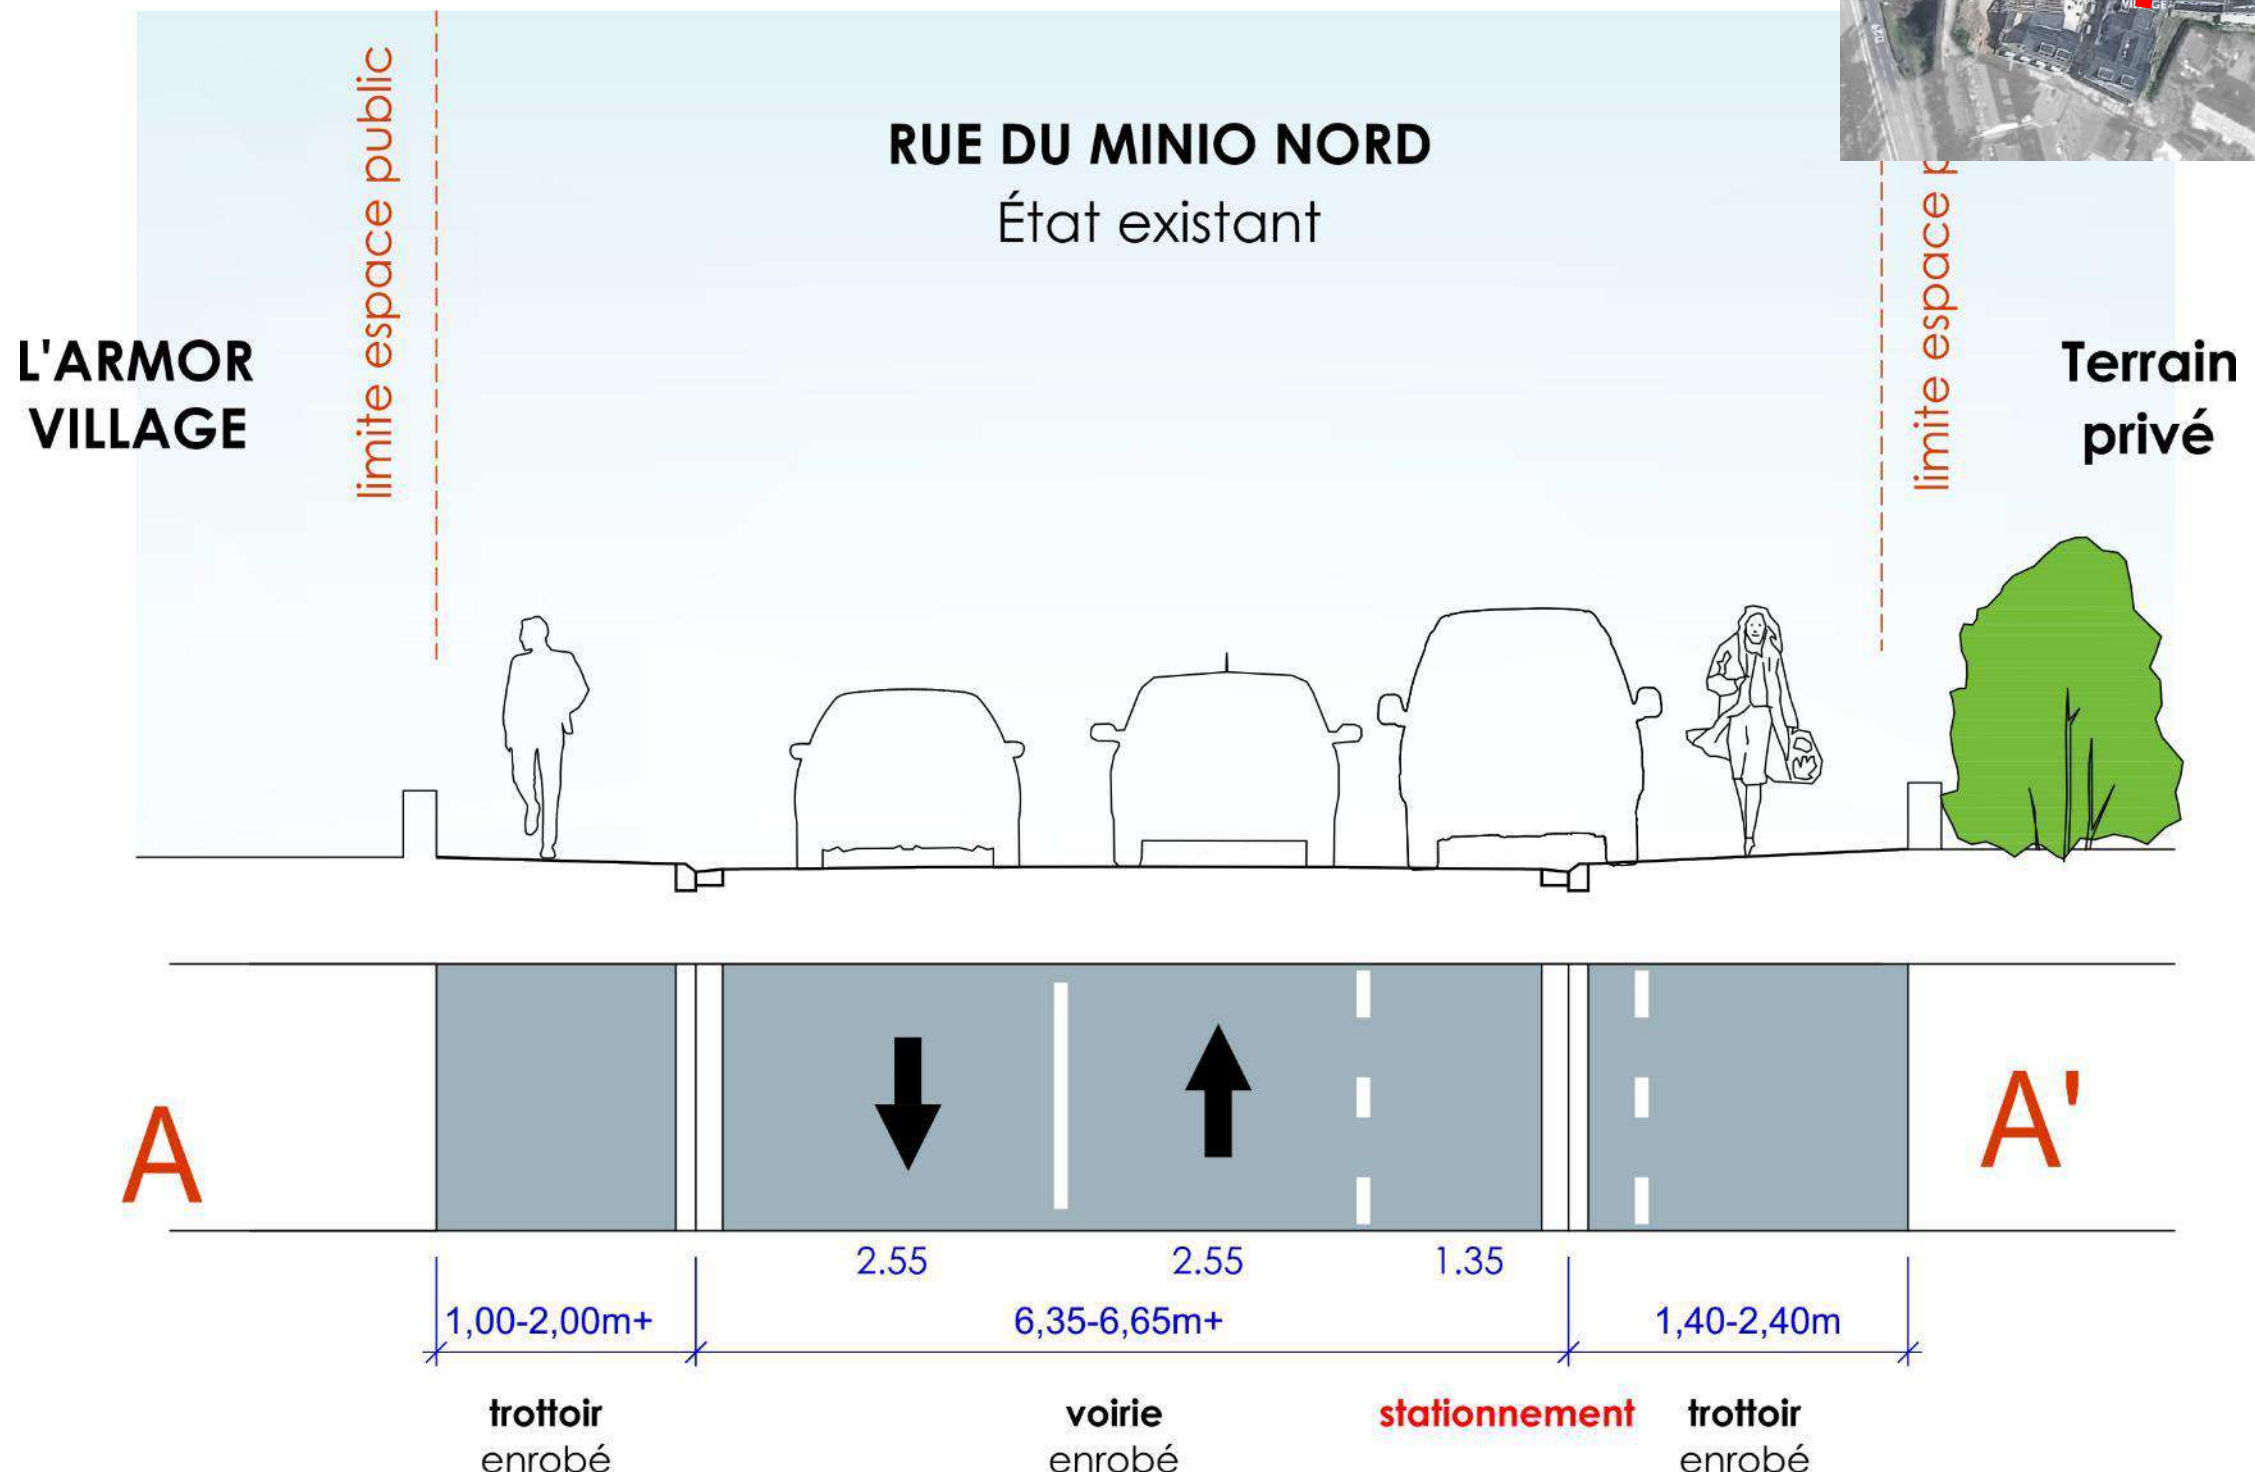 RUE DU MINIO NORD
État existant
limite espace public
limite espace
L'ARMOR
VILLAGE
Terrain
privé
A
A'
2.55
2.55
1.35
1,00-2,00m+
6,35-6,65m+
1,40-2,40m
trottoir
enrobé
voirie
enrobé
stationnement
trottoir
enrobé